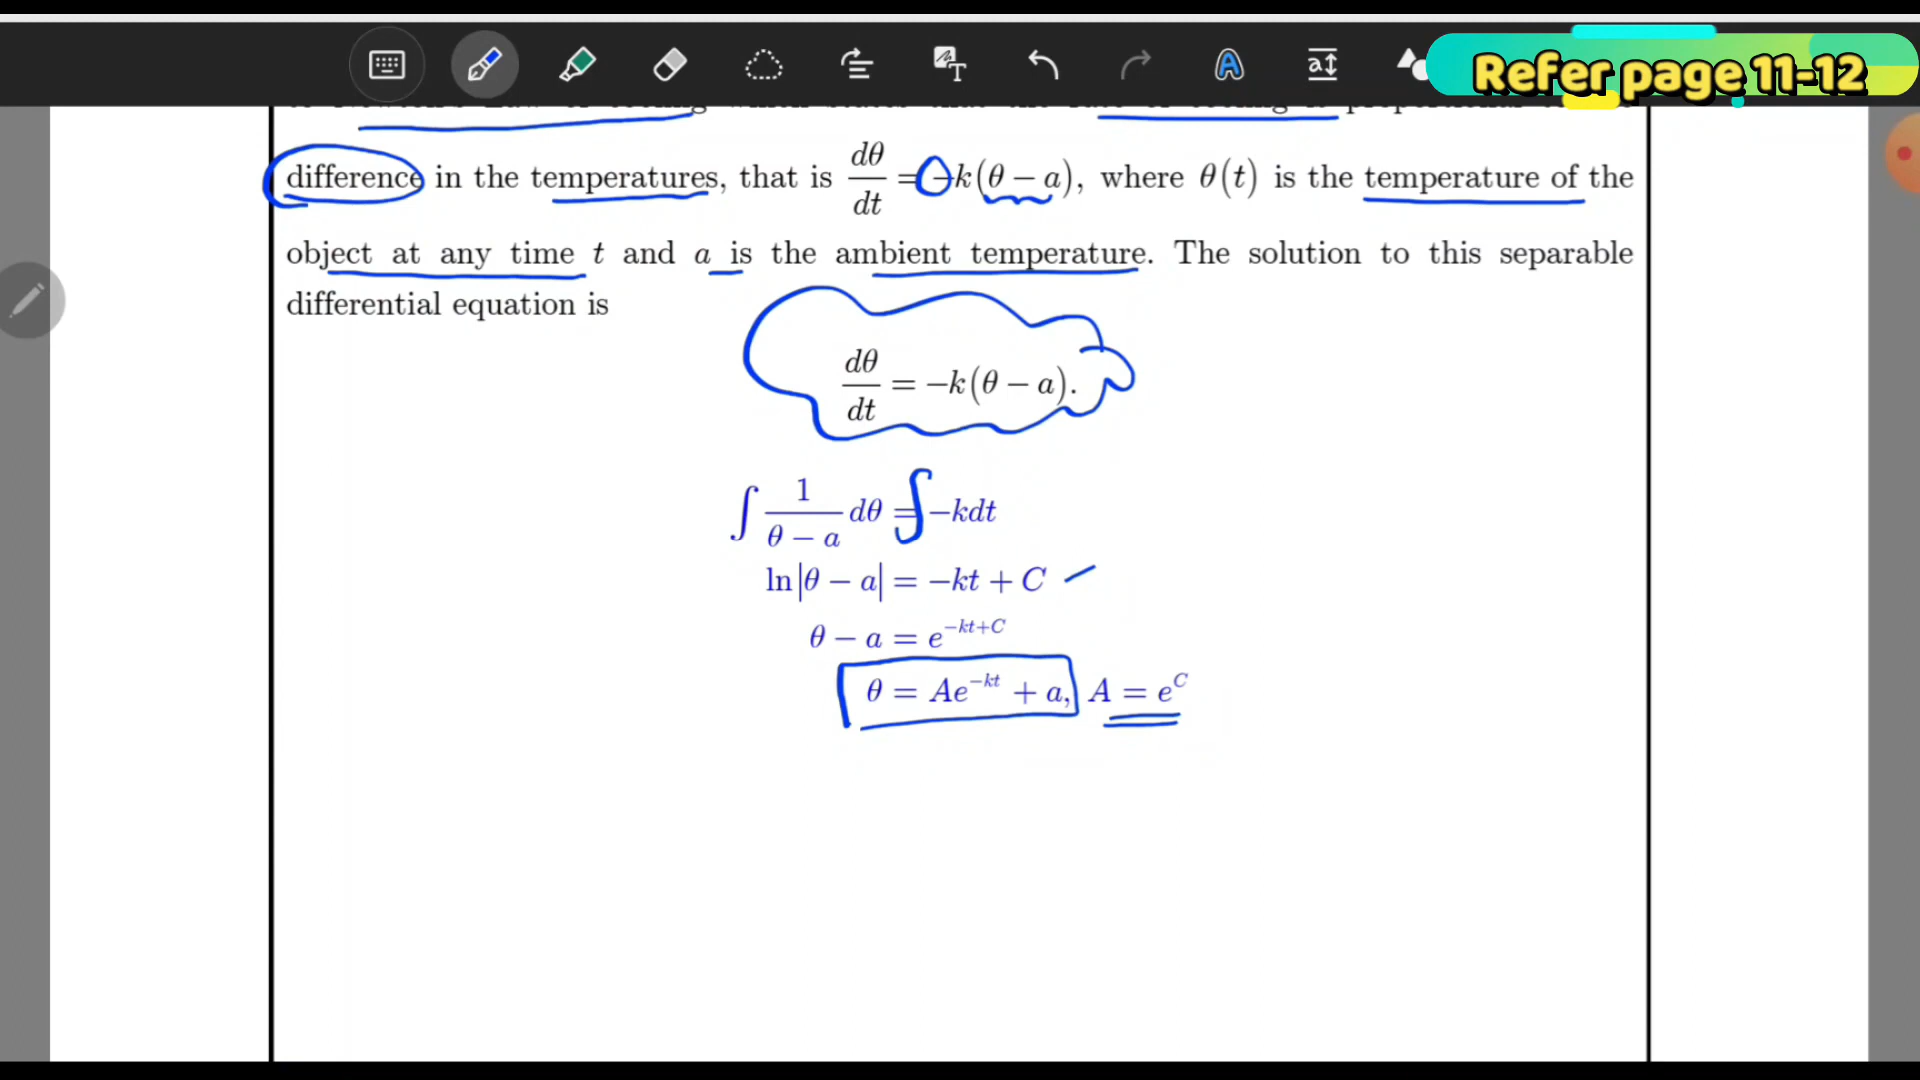 Refer page 11-12
difference in the temperatures, that is dθ/dt = -k(θ − a), where θ(t) is the temperature of the
object at any time t and a is the ambient temperature. The solution to this separable
differential equation is
dθ/dt = −k(θ − a).
∫ 1/(θ − a) dθ = ∫ −kdt
ln|θ − a| = −kt + C
θ − a = e^{−kt+C}
θ = Ae^{−kt} + a, A = e^C